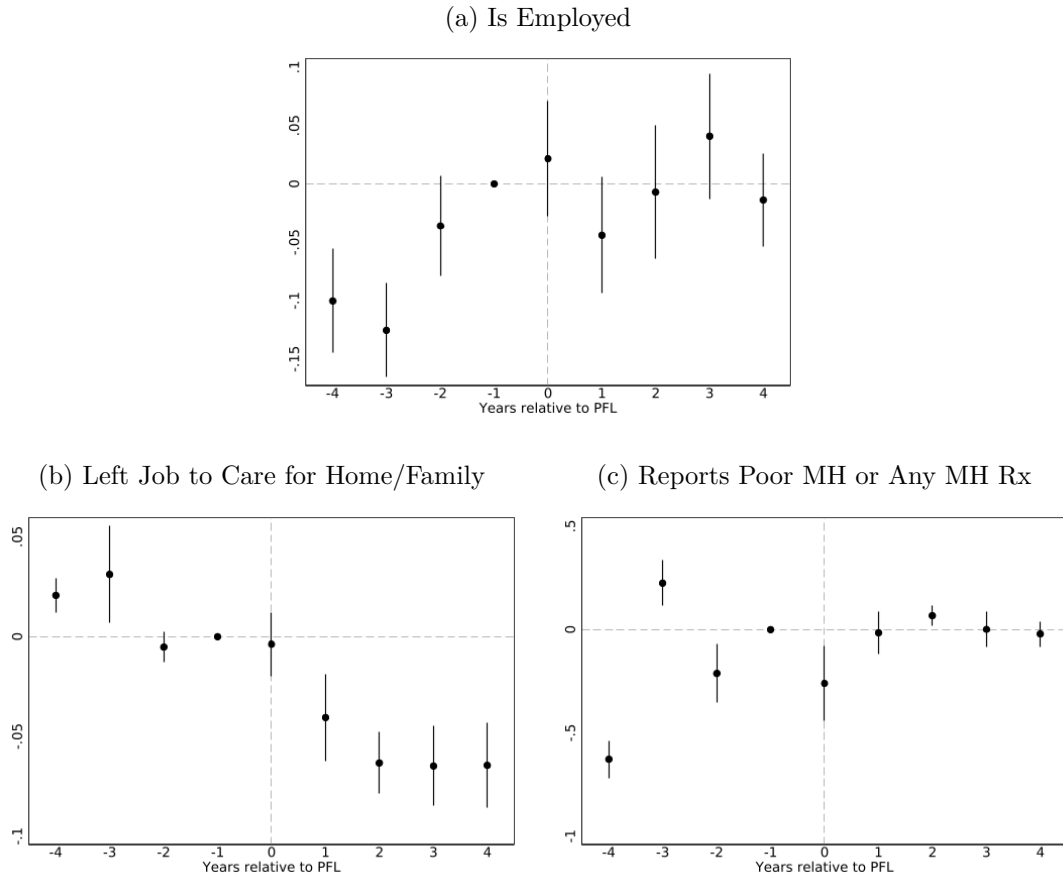 (a) Is Employed
.1
.05
0
-.05
-.1
-.15
-4 -3 -2 -1 0 1 2 3 4
Years relative to PFL
(b) Left Job to Care for Home/Family
.05
0
-.05
-.1
-4 -3 -2 -1 0 1 2 3 4
Years relative to PFL
(c) Reports Poor MH or Any MH Rx
.5
0
-.5
-1
-4 -3 -2 -1 0 1 2 3 4
Years relative to PFL